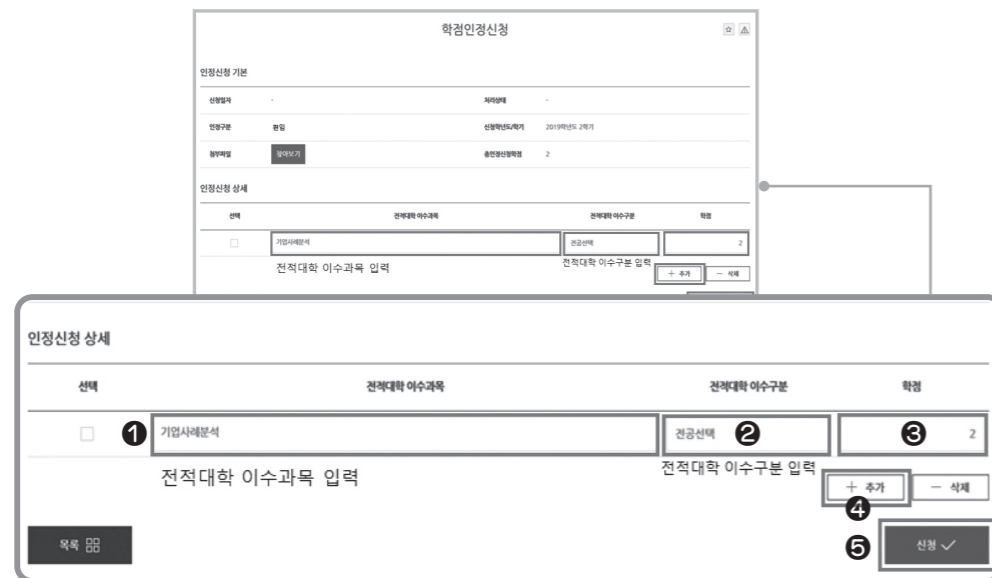 학점인정신청
인정신청 기본
신청일자 - 처리상태 -
인정구분 편입 신청학년도/학기 2019학년도 2학기
첨부파일 찾아보기 총인정신청학점 2
인정신청 상세
선택 전적대학 이수과목 전적대학 이수구분 학점
기업사례분석 전공선택 2
전적대학 이수과목 입력 전적대학 이수구분 입력
+ 추가 - 삭제
인정신청 상세
선택 전적대학 이수과목 전적대학 이수구분 학점
❶ 기업사례분석 전공선택 ❷ ❸ 2
전적대학 이수과목 입력 전적대학 이수구분 입력
+ 추가 - 삭제
❹
목록 ❺ 신청